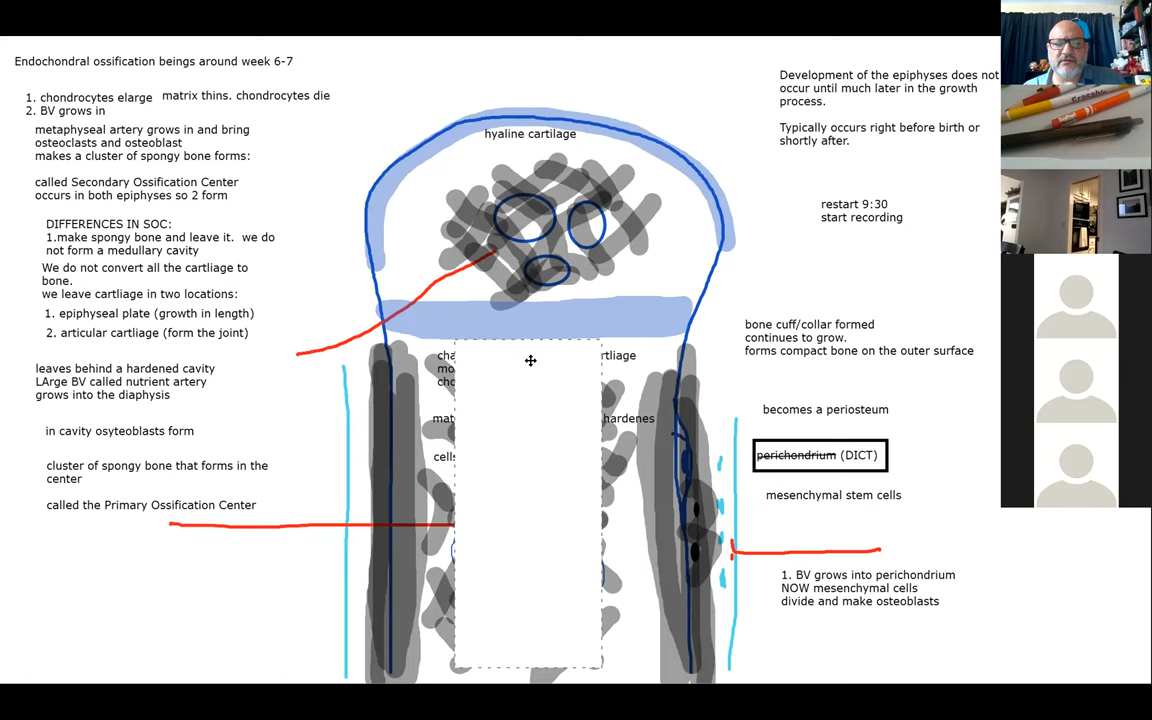 Endochondral ossification beings around week 6-7
1. chondrocytes elarge
matrix thins. chondrocytes die
2. BV grows in
metaphyseal artery grows in and bring
osteoclasts and osteoblast
makes a cluster of spongy bone forms:
called Secondary Ossification Center
occurs in both epiphyses so 2 form
DIFFERENCES IN SOC:
1.make spongy bone and leave it. we do
not form a medullary cavity
We do not convert all the cartliage to
bone.
we leave cartliage in two locations:
1. epiphyseal plate (growth in length)
2. articular cartliage (form the joint)
leaves behind a hardened cavity
LArge BV called nutrient artery
grows into the diaphysis
in cavity osyteoblasts form
cluster of spongy bone that forms in the
center
called the Primary Ossification Center
hyaline cartilage
hardenes
cells
Development of the epiphyses does not
occur until much later in the growth
process.
Typically occurs right before birth or
shortly after.
restart 9:30
start recording
bone cuff/collar formed
continues to grow.
forms compact bone on the outer surface
becomes a periosteum
perichondrium (DICT)
mesenchymal stem cells
1. BV grows into perichondrium
NOW mesenchymal cells
divide and make osteoblasts